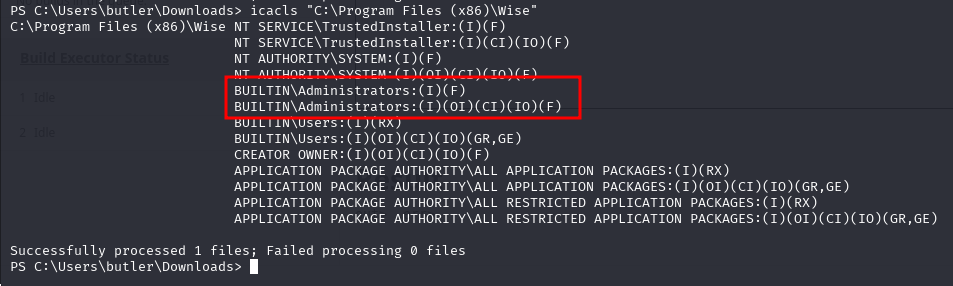 PS C:\Users\butler\Downloads> icacls "C:\Program Files (x86)\Wise"
C:\Program Files (x86)\Wise NT SERVICE\TrustedInstaller:(I)(F)
NT SERVICE\TrustedInstaller:(I)(CI)(IO)(F)
NT AUTHORITY\SYSTEM:(I)(F)
Build Executor Status
NT AUTHORITY\SYSTEM:(I)(OI)(CI)(IO)(F)
BUILTIN\Administrators:(I)(F)
1 Idle
BUILTIN\Administrators:(I)(OI)(CI)(IO)(F)
BUILTIN\Users:(I)(RX)
2 Idle
BUILTIN\Users:(I)(OI)(CI)(IO)(GR,GE)
CREATOR OWNER:(I)(OI)(CI)(IO)(F)
APPLICATION PACKAGE AUTHORITY\ALL APPLICATION PACKAGES:(I)(RX)
APPLICATION PACKAGE AUTHORITY\ALL APPLICATION PACKAGES:(I)(OI)(CI)(IO)(GR,GE)
APPLICATION PACKAGE AUTHORITY\ALL RESTRICTED APPLICATION PACKAGES:(I)(RX)
APPLICATION PACKAGE AUTHORITY\ALL RESTRICTED APPLICATION PACKAGES:(I)(OI)(CI)(IO)(GR,GE)
Successfully processed 1 files; Failed processing 0 files
PS C:\Users\butler\Downloads>